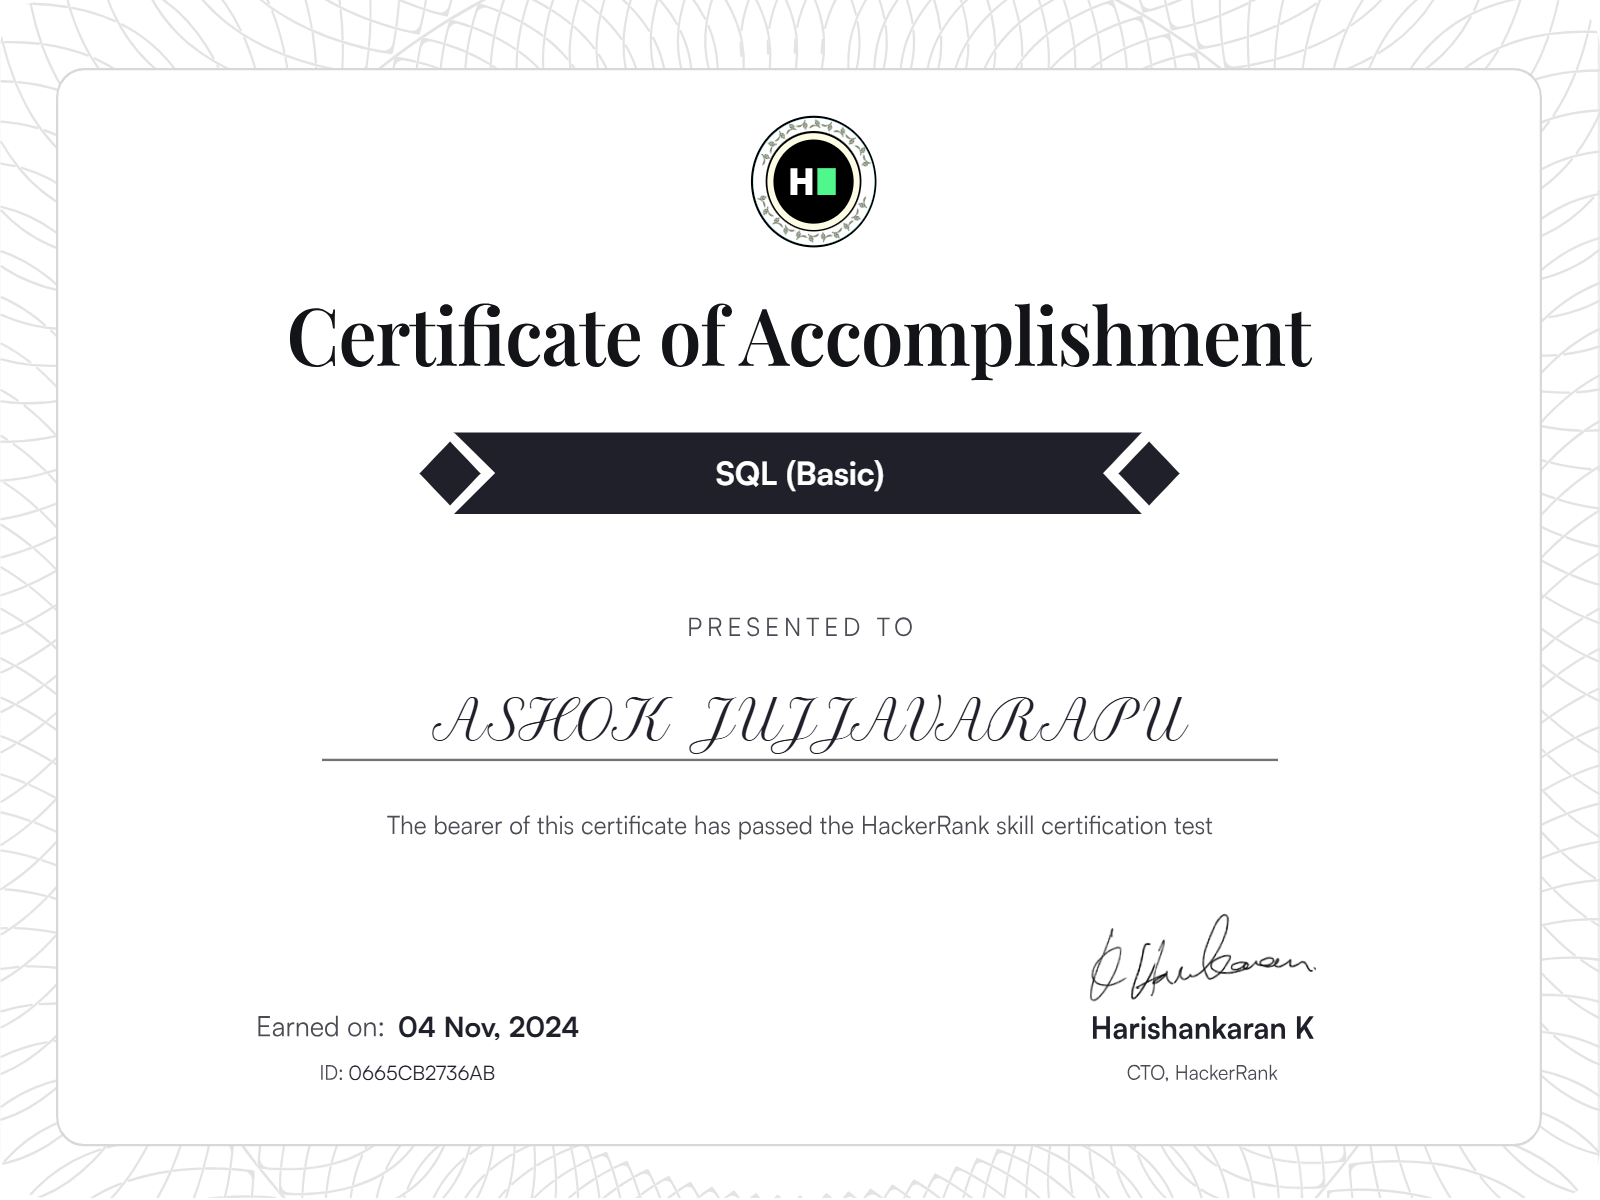 H
Certificate of Accomplishment
SQL (Basic)
PRESENTED TO
ASHOK JUJJAVARAPU
The bearer of this certificate has passed the HackerRank skill certification test
Earned on: 04 Nov, 2024
ID: 0665CB2736AB
Harishankaran K
CTO, HackerRank